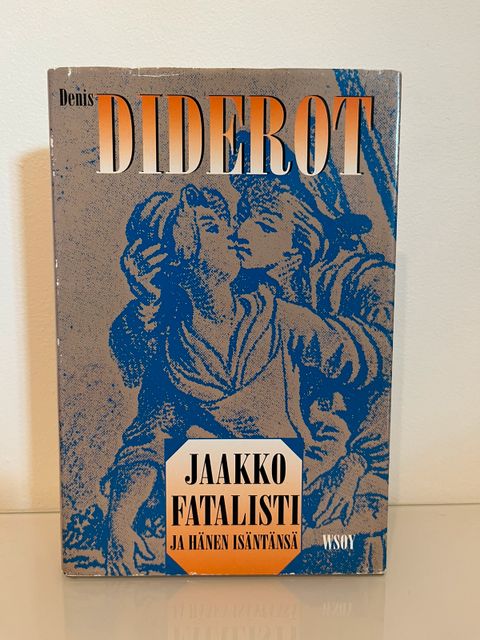 Denis
DIDEROT
JAAKKO
FATALISTI
JA HÄNEN ISÄNTÄNSÄ
WSOY